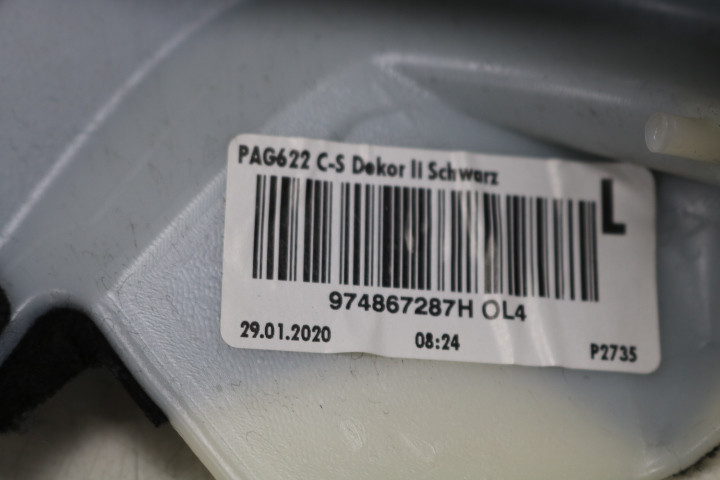 PAG622 C-S Dekor II Schwarz
L
974867287H OL4
29.01.2020 08:24 P2735